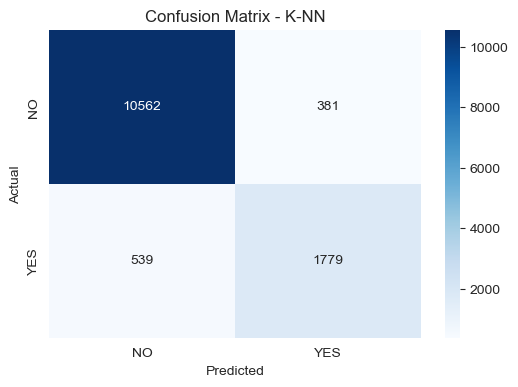 Confusion Matrix - K-NN
NO
10562
381
YES
539
1779
Actual
NO
YES
Predicted
10000
8000
6000
4000
2000